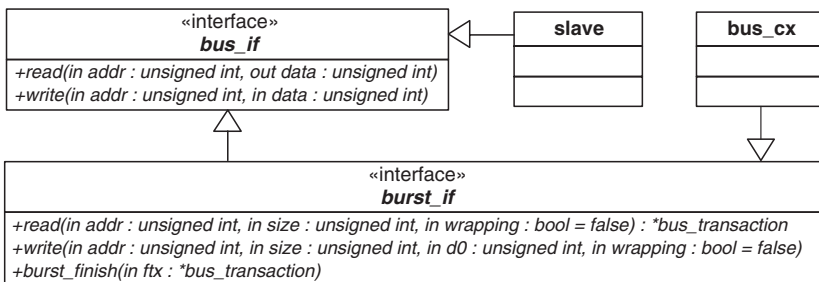 «interface»
bus_if
+read(in addr : unsigned int, out data : unsigned int)
+write(in addr : unsigned int, in data : unsigned int)
slave
bus_cx
«interface»
burst_if
+read(in addr : unsigned int, in size : unsigned int, in wrapping : bool = false) : *bus_transaction
+write(in addr : unsigned int, in size : unsigned int, in d0 : unsigned int, in wrapping : bool = false)
+burst_finish(in ftx : *bus_transaction)